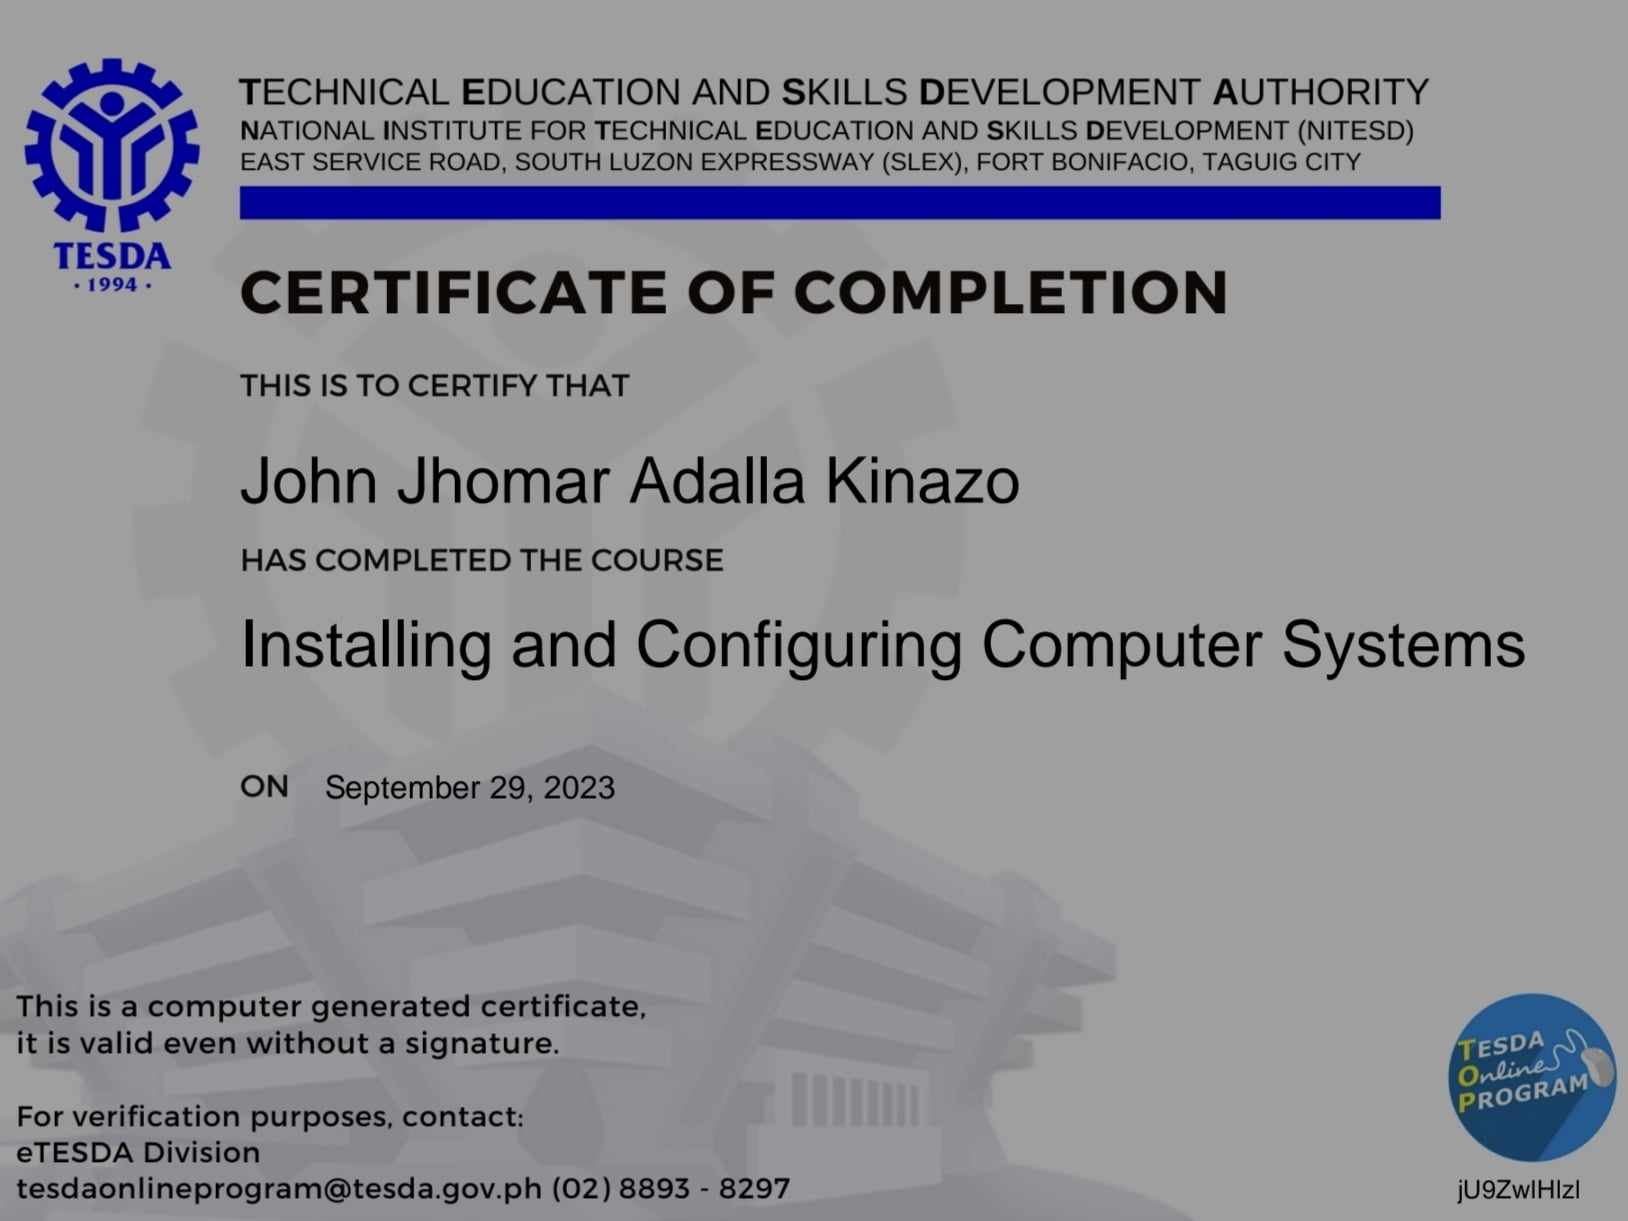 TECHNICAL EDUCATION AND SKILLS DEVELOPMENT AUTHORITY
NATIONAL INSTITUTE FOR TECHNICAL EDUCATION AND SKILLS DEVELOPMENT (NITESD)
EAST SERVICE ROAD, SOUTH LUZON EXPRESSWAY (SLEX), FORT BONIFACIO, TAGUIG CITY
TESDA
· 1994 ·
CERTIFICATE OF COMPLETION
THIS IS TO CERTIFY THAT
John Jhomar Adalla Kinazo
HAS COMPLETED THE COURSE
Installing and Configuring Computer Systems
ON September 29, 2023
This is a computer generated certificate,
it is valid even without a signature.
For verification purposes, contact:
eTESDA Division
tesdaonlineprogram@tesda.gov.ph (02) 8893 - 8297
TESDA
Online
PROGRAM